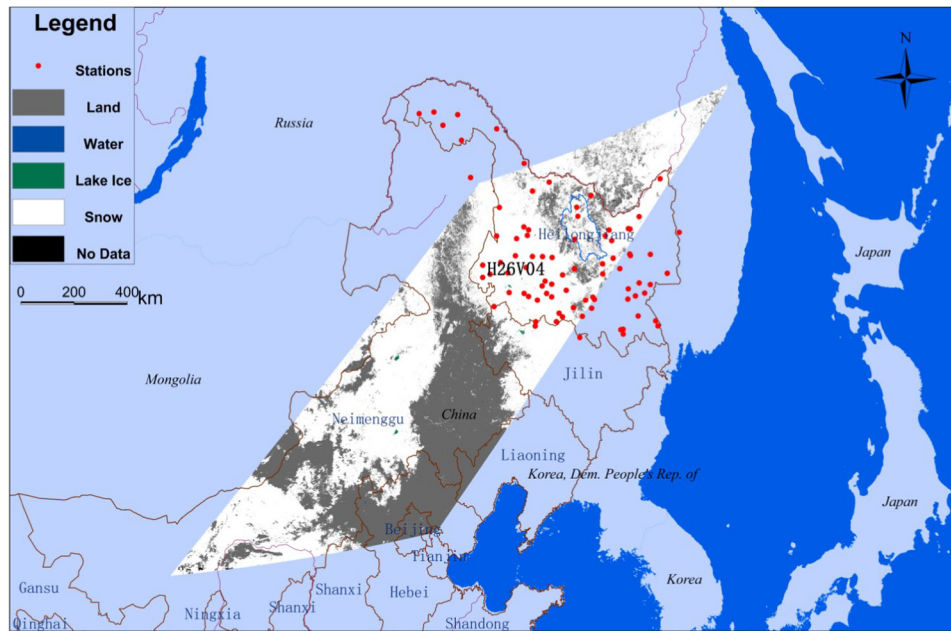 Legend
Stations
Land
Water
Lake Ice
Snow
No Data
0 200 400 km
N
Russia
Heilongjiang
H26V04
Japan
Mongolia
Jilin
Neimenggu
China
Liaoning
Korea, Dem. People's Rep. of
Japan
Beijing
Tianjin
Gansu
Ningxia
Shanxi
Shanxi
Hebei
Korea
Qinghai
Shandong